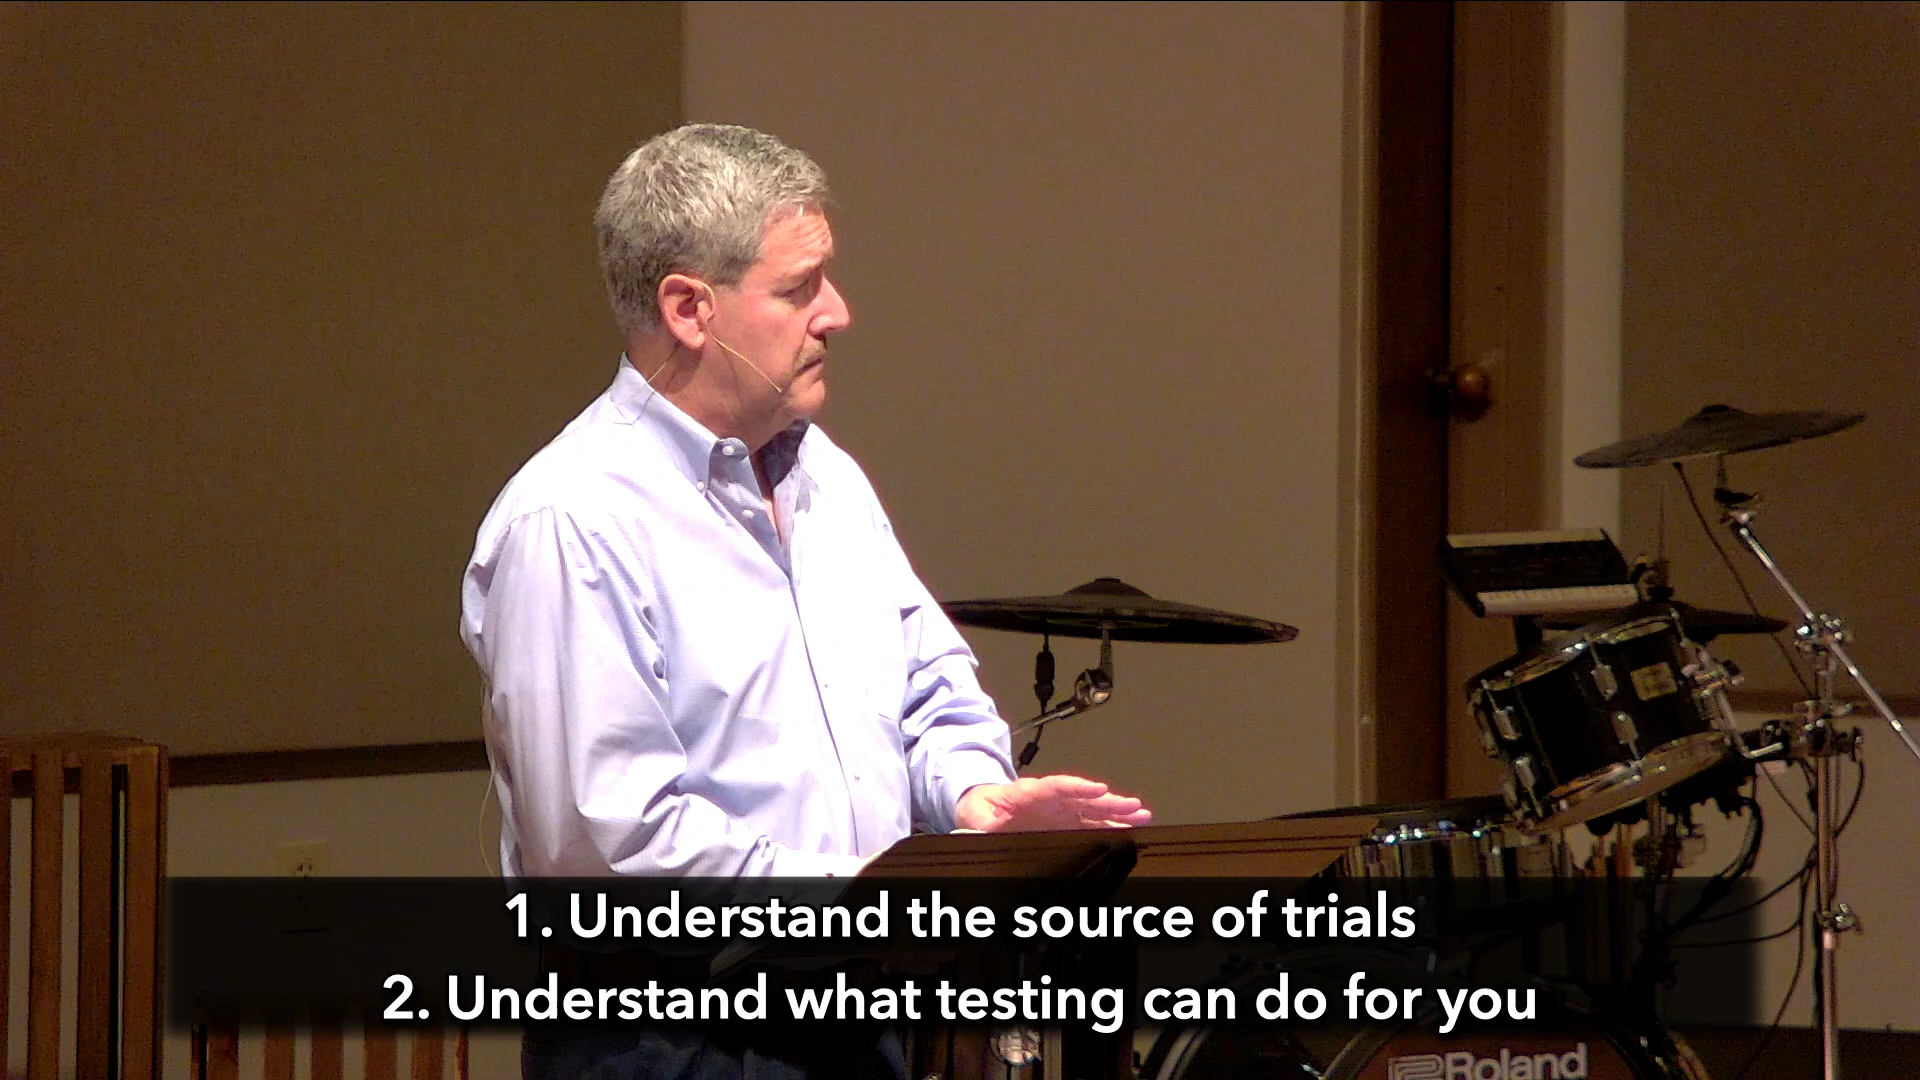 1. Understand the source of trials
2. Understand what testing can do for you
Roland